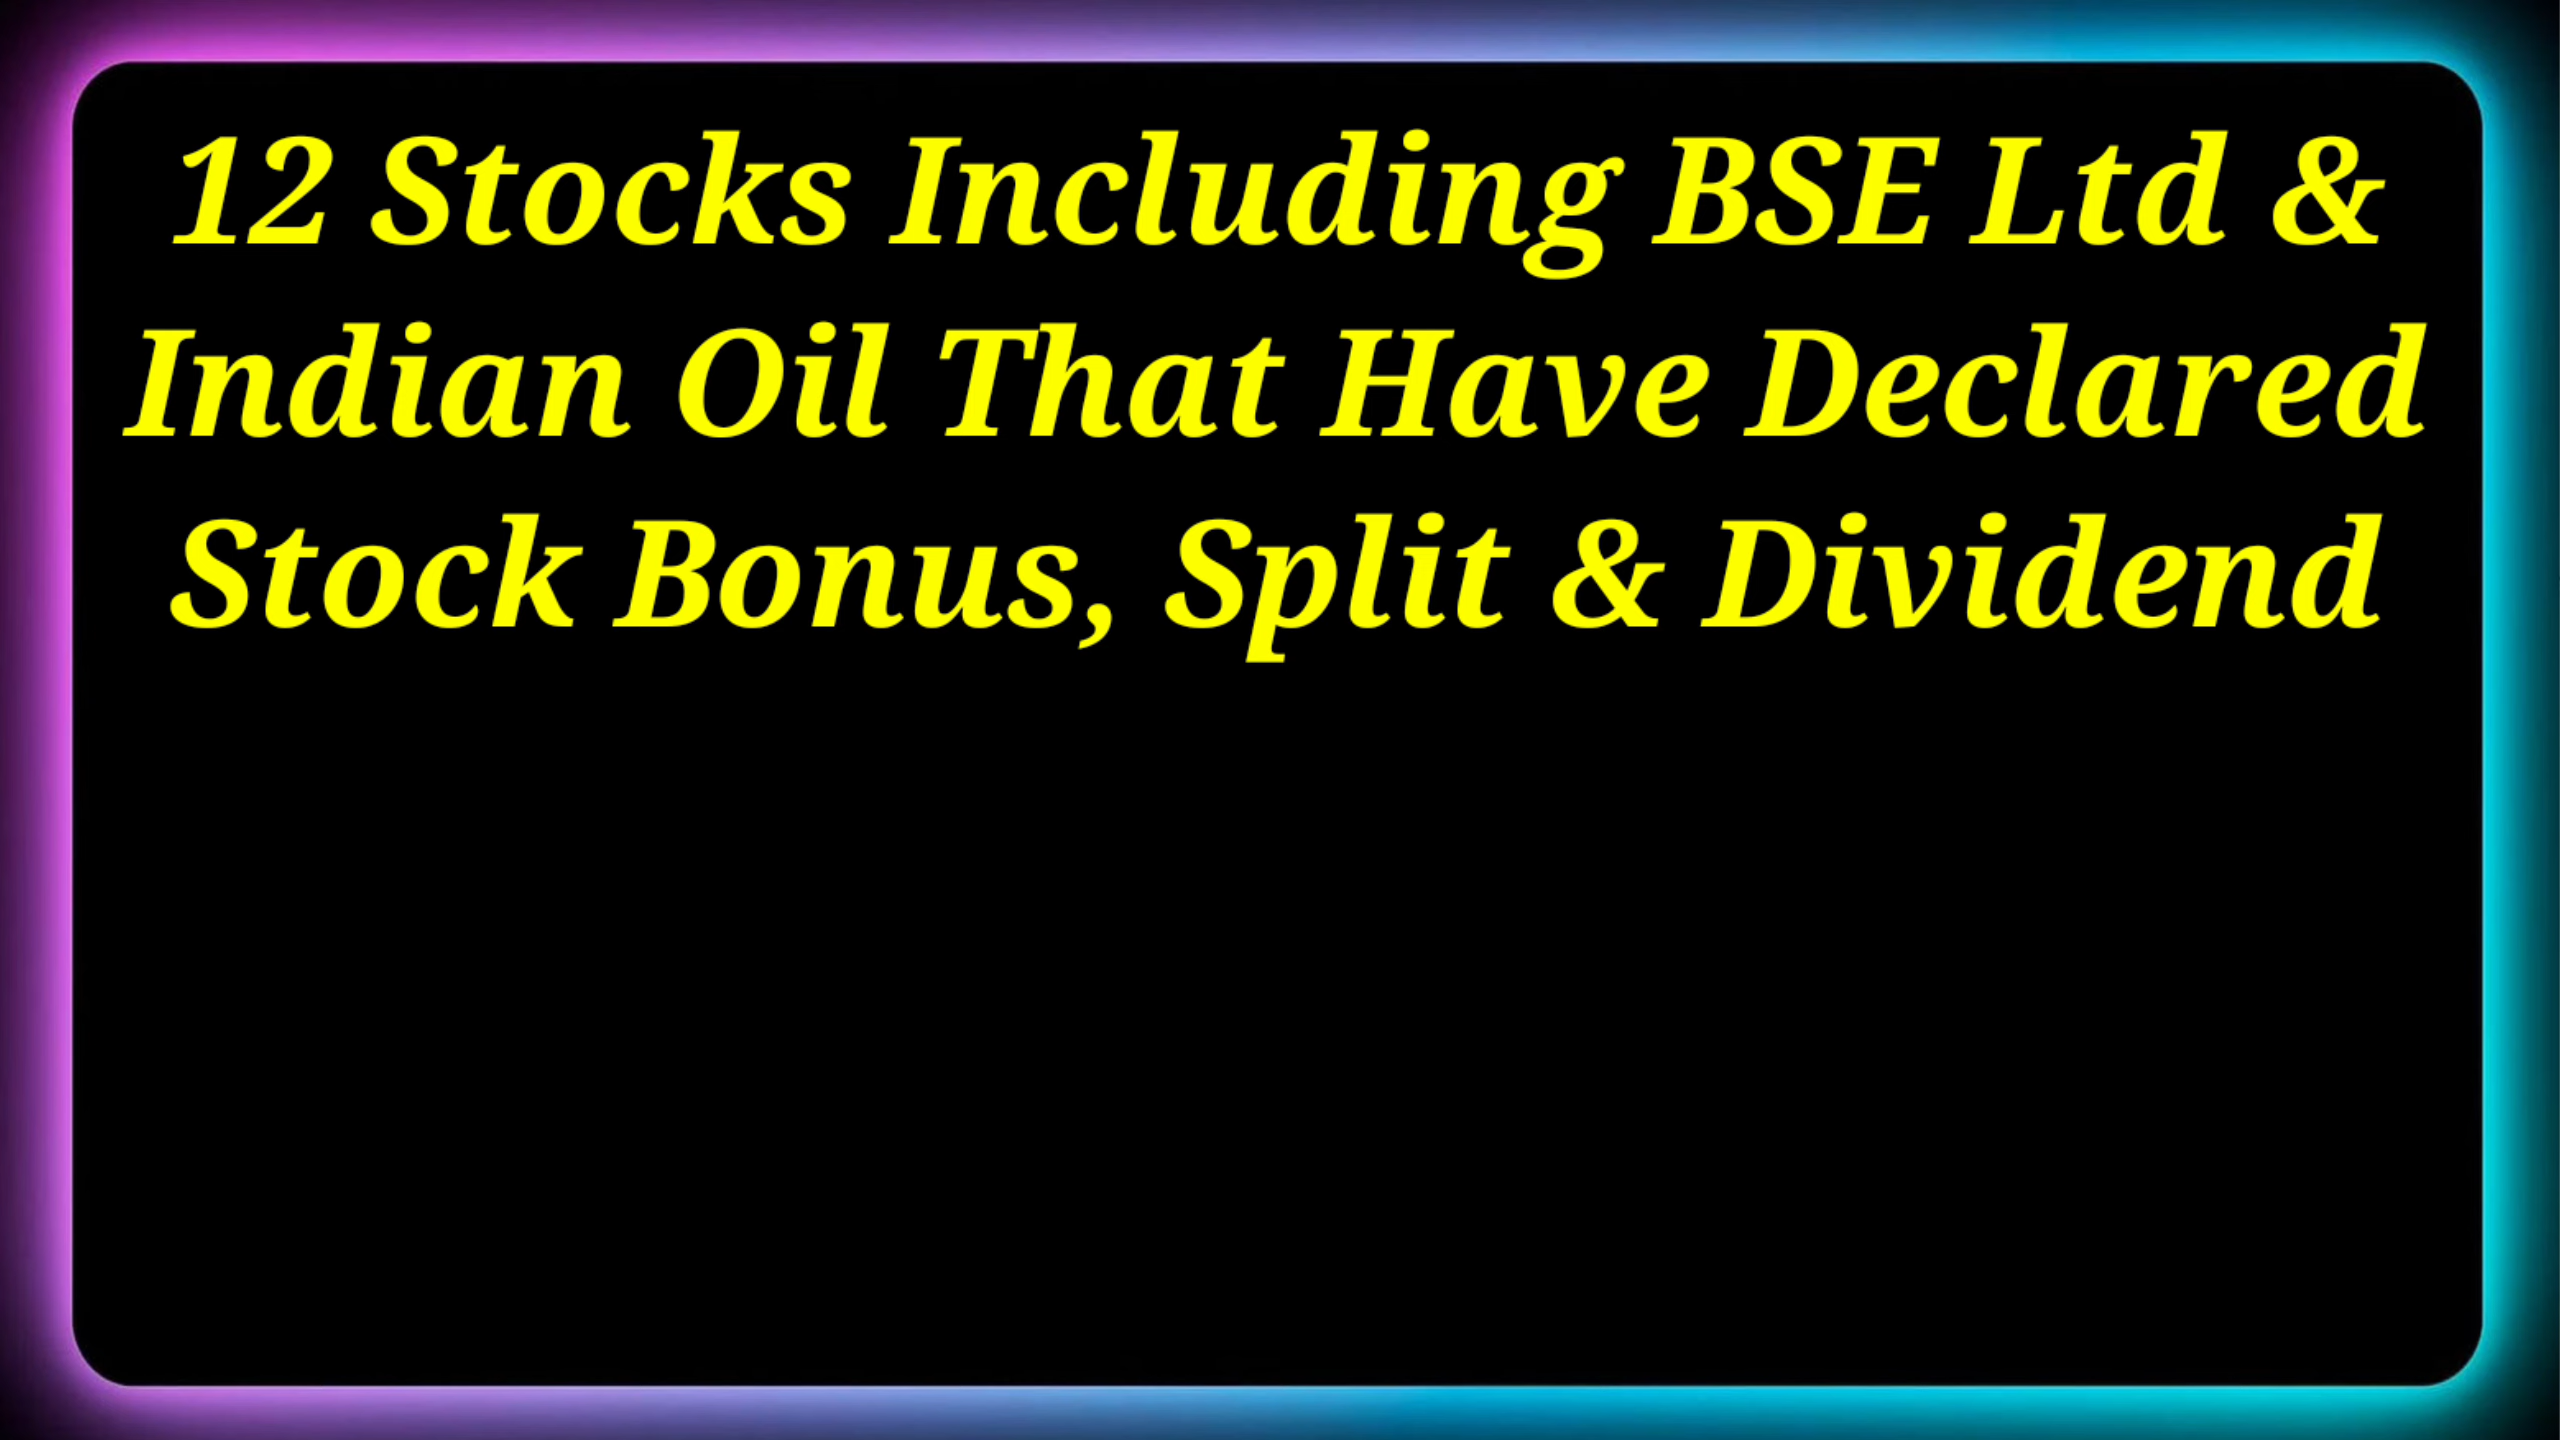 12 Stocks Including BSE Ltd &
Indian Oil That Have Declared
Stock Bonus, Split & Dividend